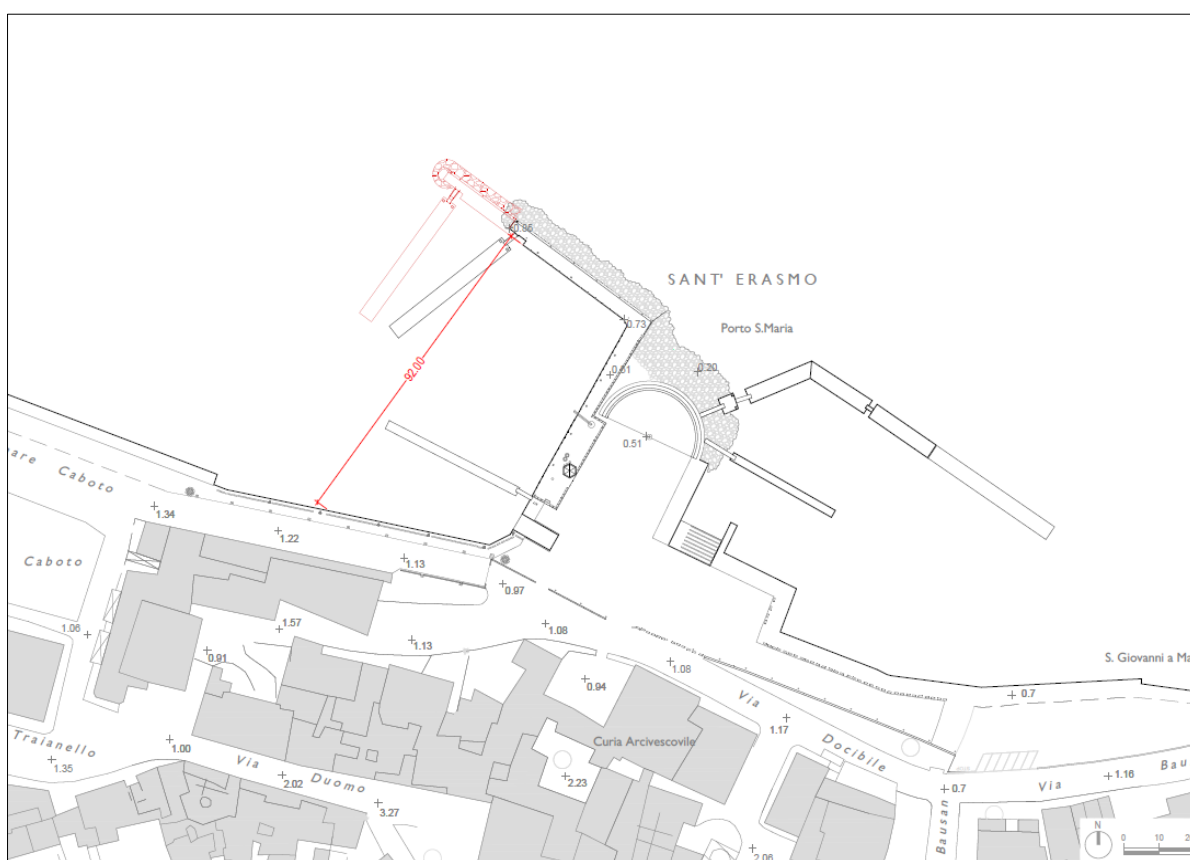 0.86
SANT' ERASMO
0.73
Porto S.Maria
92.00
0.20
0.51
are Caboto
1.34
1.22
Caboto
1.13
0.97
1.57
1.06
1.08
1.13
0.91
1.08
S. Giovanni a Ma
0.94
0.7
Via Docibile
1.17
Traianello
1.00
Curia Arcivescovile
1.35
Via Duomo
2.02
2.23
3.27
0.7
Via Bau
1.16
Bausan
N
0 10 20
2.06